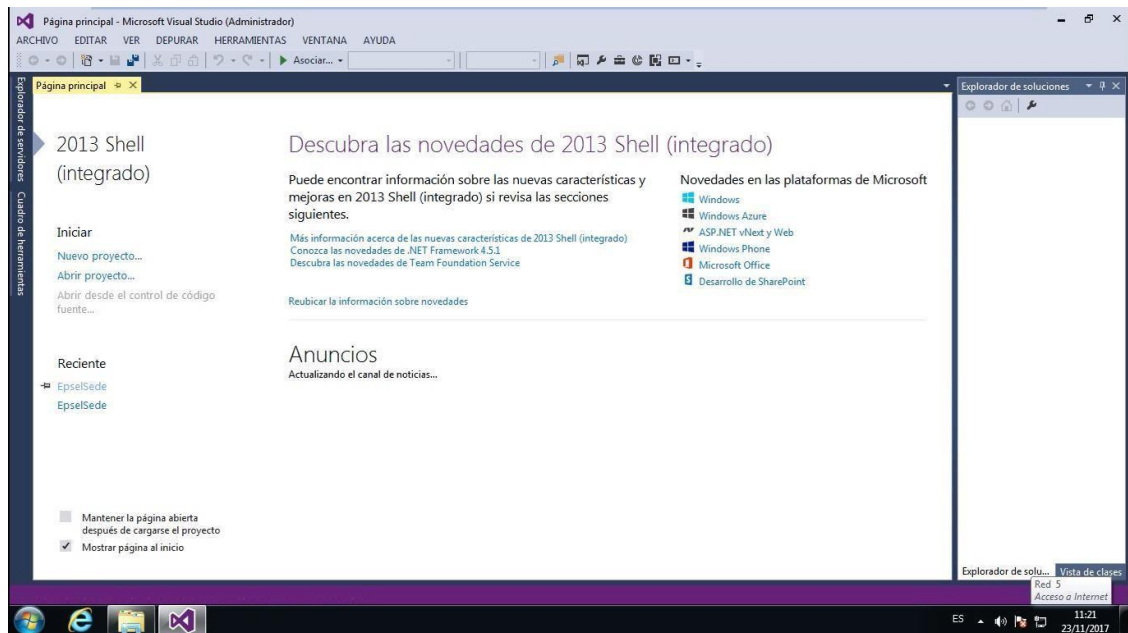 Página principal - Microsoft Visual Studio (Administrador)
ARCHIVO EDITAR VER DEPURAR HERRAMIENTAS VENTANA AYUDA
Asociar...
Explorador de servidores
Cuadro de herramientas
Página principal
2013 Shell
(integrado)
Iniciar
Nuevo proyecto...
Abrir proyecto...
Abrir desde el control de código
fuente...
Reciente
EpselSede
EpselSede
Mantener la página abierta
después de cargarse el proyecto
Mostrar página al inicio
Descubra las novedades de 2013 Shell (integrado)
Puede encontrar información sobre las nuevas características y
mejoras en 2013 Shell (integrado) si revisa las secciones
siguientes.
Más información acerca de las nuevas características de 2013 Shell (integrado)
Conozca las novedades de .NET Framework 4.5.1
Descubra las novedades de Team Foundation Service
Reubicar la información sobre novedades
Novedades en las plataformas de Microsoft
Windows
Windows Azure
ASP.NET vNext y Web
Windows Phone
Microsoft Office
Desarrollo de SharePoint
Anuncios
Actualizando el canal de noticias...
Explorador de soluciones
Explorador de solu... Vista de clases
Red 5
Acceso a Internet
ES
11:21
23/11/2017